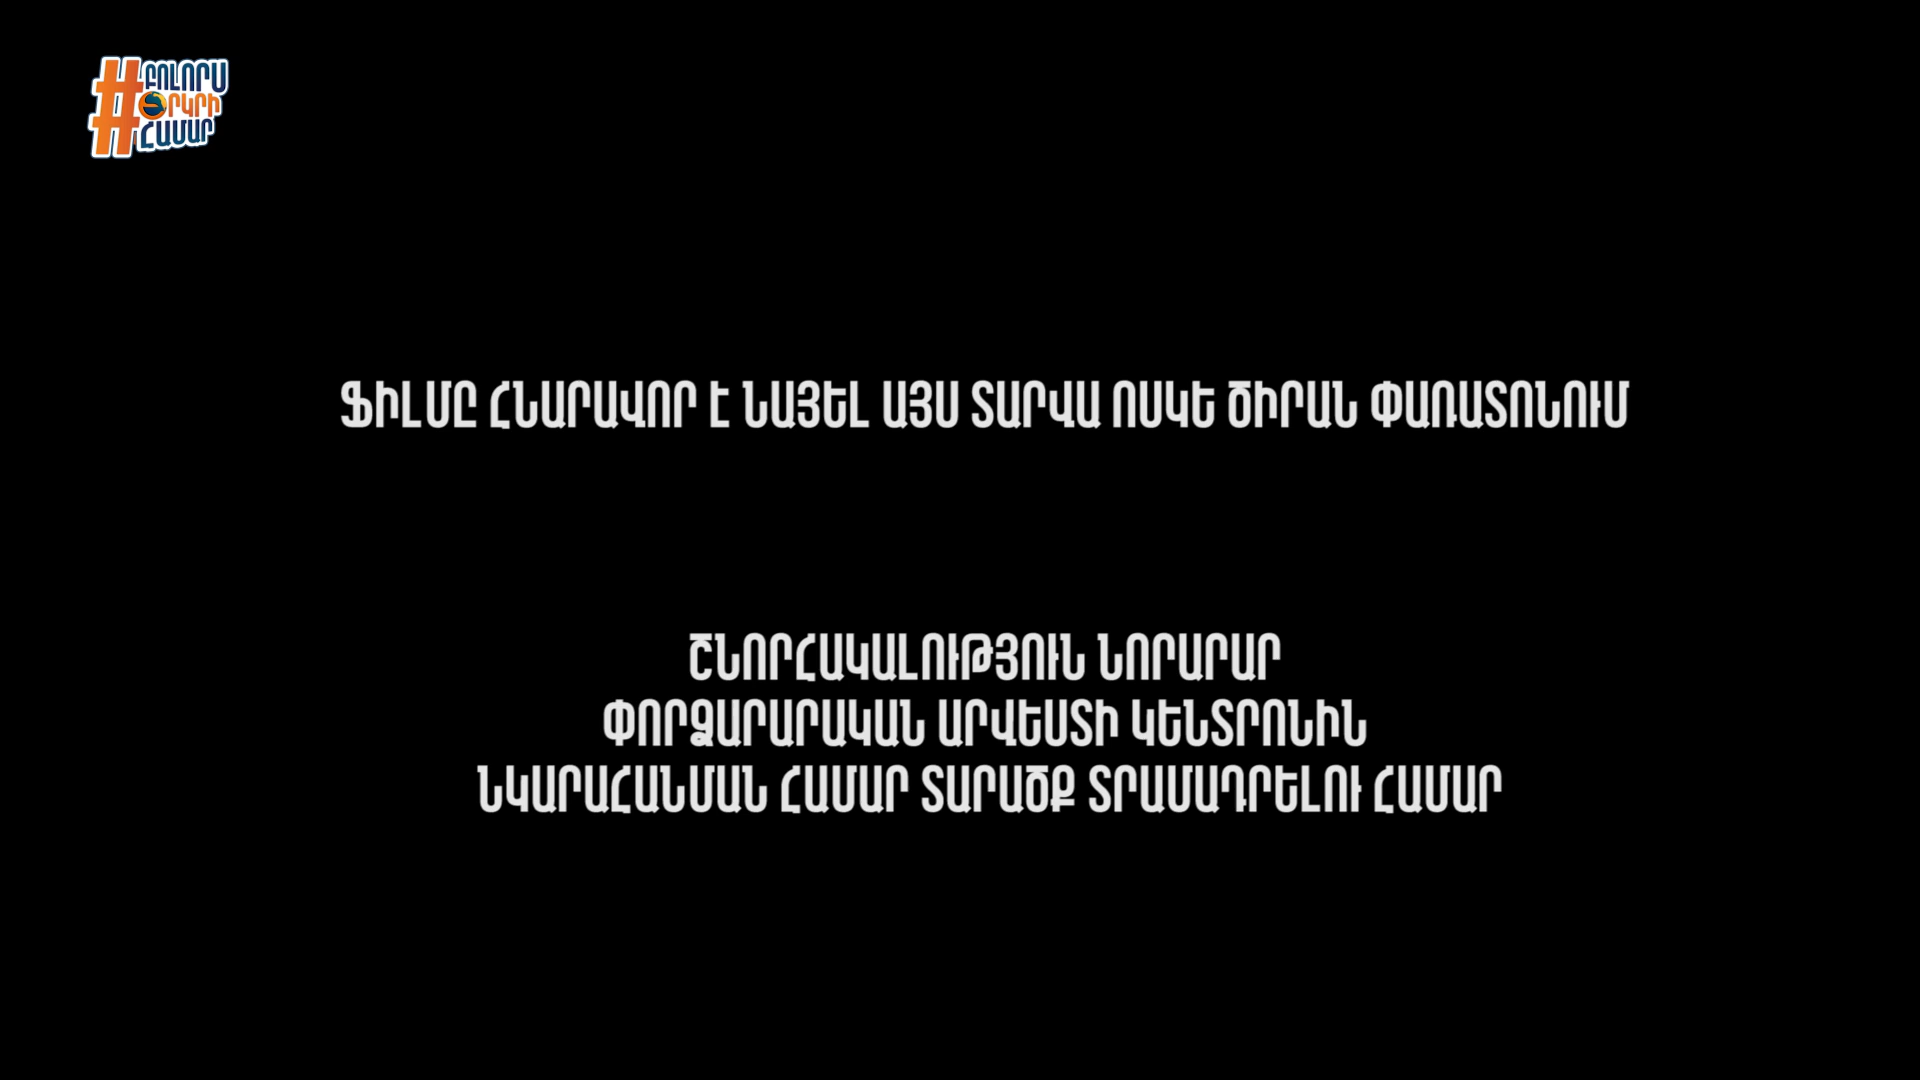 #ԲՈԼՈՐՍ
ԵՐԿՐԻ
ՀԱՄԱՐ
ՖԻԼՄԸ ՀՆԱՐԱՎՈՐ Է ՆԱՅԵԼ ԱՅՍ ՏԱՐՎԱ ՈՍԿԵ ԾԻՐԱՆ ՓԱՌԱՏՈՆՈՒՄ
ՇՆՈՐՀԱԿԱԼՈՒԹՅՈՒՆ ՆՈՐԱՐԱՐ
ՓՈՐՁԱՐԱՐԱԿԱՆ ԱՐՎԵՍՏԻ ԿԵՆՏՐՈՆԻՆ
ՆԿԱՐԱՀԱՆՄԱՆ ՀԱՄԱՐ ՏԱՐԱԾՔ ՏՐԱՄԱԴՐԵԼՈՒ ՀԱՄԱՐ